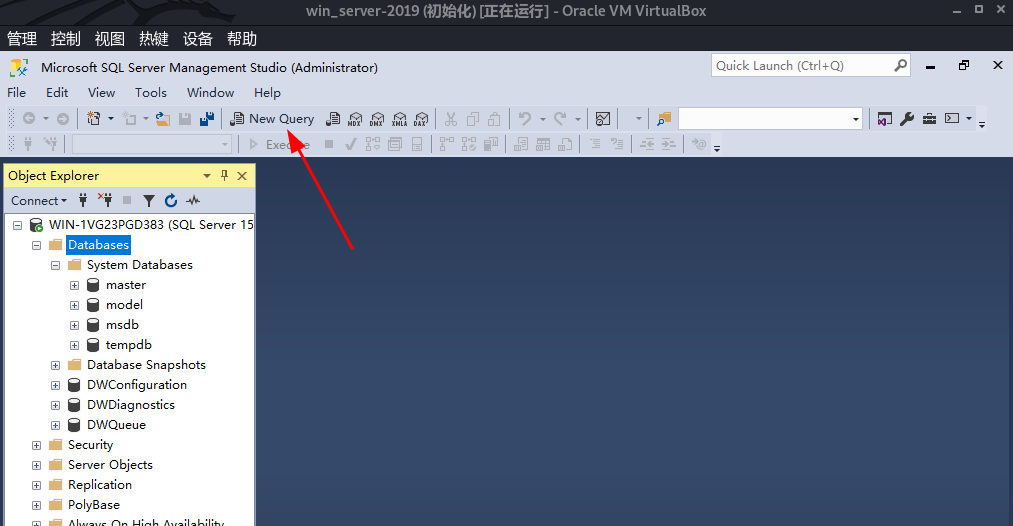 win_server-2019 (初始化) [正在运行] - Oracle VM VirtualBox
管理 控制 视图 热键 设备 帮助
Microsoft SQL Server Management Studio (Administrator)
Quick Launch (Ctrl+Q)
File Edit View Tools Window Help
New Query MDX DMX XMLA DAX
Object Explorer
Connect
WIN-1VG23PGD383 (SQL Server 15
Databases
System Databases
master
model
msdb
tempdb
Database Snapshots
DWConfiguration
DWDiagnostics
DWQueue
Security
Server Objects
Replication
PolyBase
Always On High Availability